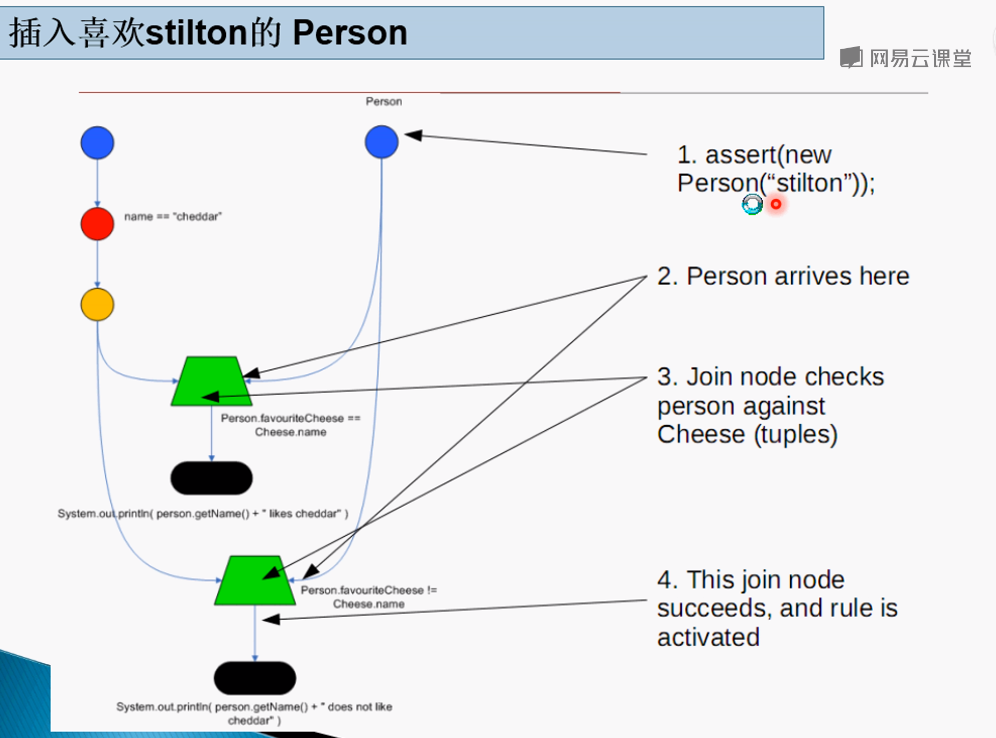 插入喜欢stilton的 Person
网易云课堂
Person
1. assert(new
Person(“stilton”));
name == “cheddar”
2. Person arrives here
3. Join node checks
person against
Cheese (tuples)
Person.favouriteCheese ==
Cheese.name
System.out.println( person.getName() + " likes cheddar" )
4. This join node
succeeds, and rule is
activated
Person.favouriteCheese !=
Cheese.name
System.out.println( person.getName() + " does not like
cheddar" )